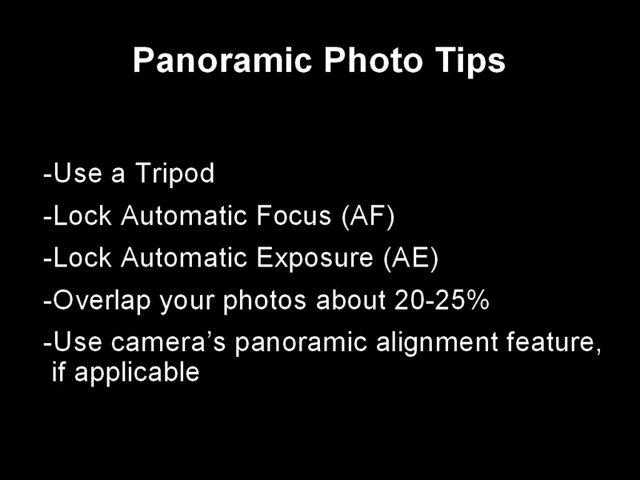 Panoramic Photo Tips
-Use a Tripod
-Lock Automatic Focus (AF)
-Lock Automatic Exposure (AE)
-Overlap your photos about 20-25%
-Use camera’s panoramic alignment feature,
if applicable